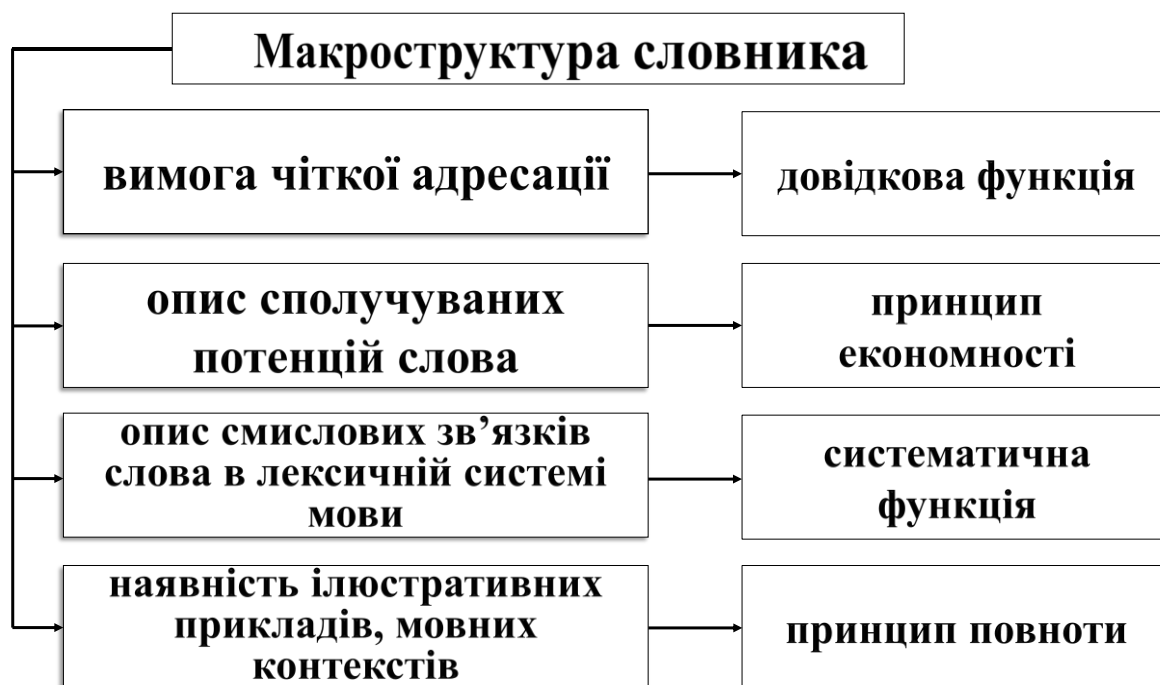 Макроструктура словника
вимога чіткої адресації
довідкова функція
опис сполучуваних
потенцій слова
принцип
економності
опис смислових зв’язків
слова в лексичній системі
мови
систематична
функція
наявність ілюстративних
прикладів, мовних
контекстів
принцип повноти